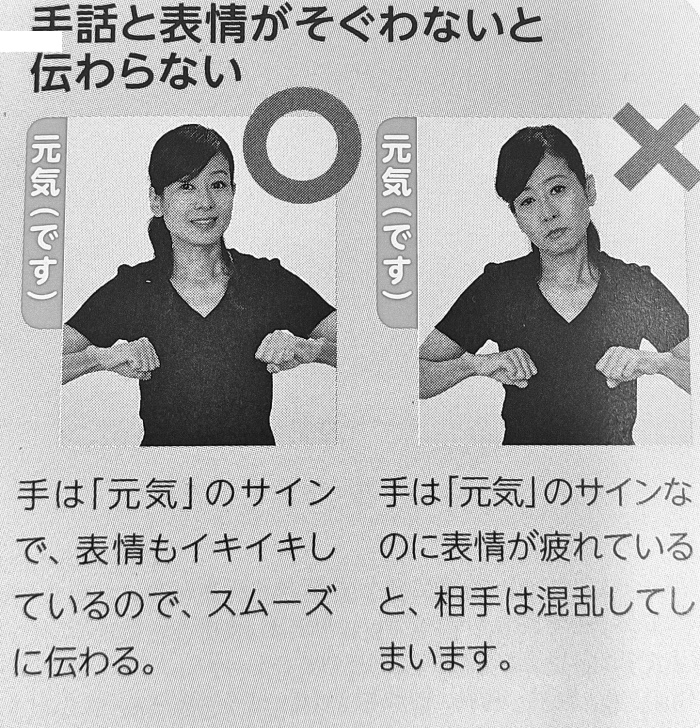 手話と表情がそぐわないと
伝わらない
元気(です)
手は「元気」のサイン
で、表情もイキイキし
ているので、スムーズ
に伝わる。
元気(です)
手は「元気」のサインな
のに表情が疲れている
と、相手は混乱してし
まいます。